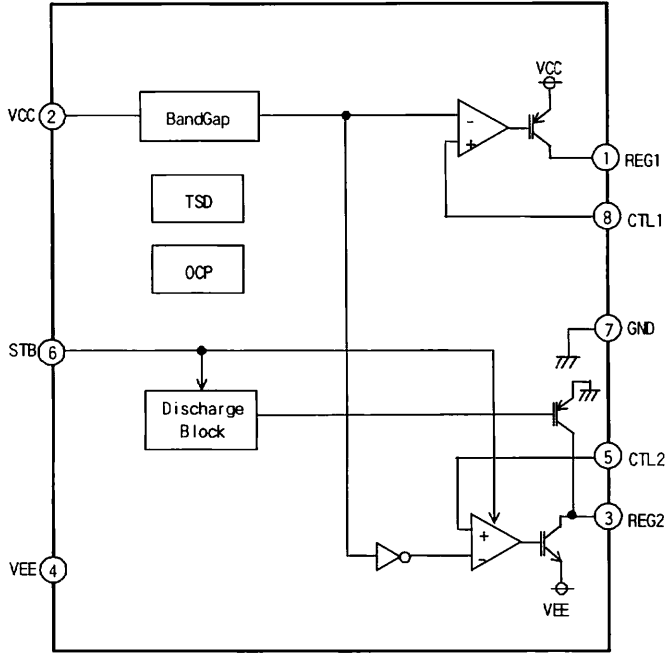 VCC
VCC 2 BandGap
- +
1 REG1
TSD
8 CTL1
OCP
7 GND
STB 6
Discharge
Block
5 CTL2
3 REG2
+ -
VEE 4
VEE